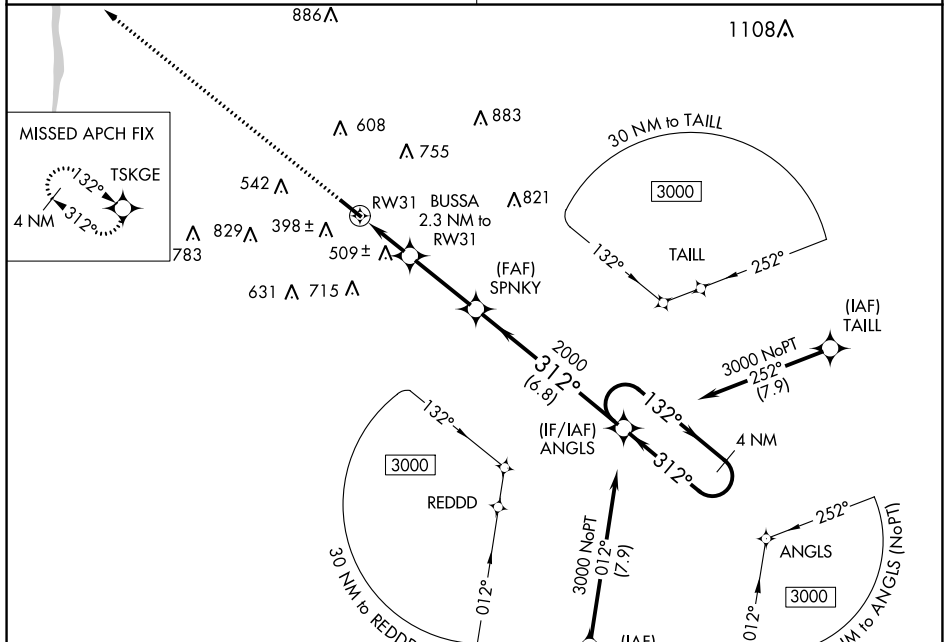 886
1108
MISSED APCH FIX
TSKGE
132°
312°
4 NM
608
883
755
542
821
RW31
BUSSA
2.3 NM to
RW31
783
829
398 ±
509 ±
631
715
(FAF)
SPNKY
30 NM to TAILL
3000
TAILL
132°
252°
(IAF)
TAILL
3000 NoPT
252°
(7.9)
2000
312°
(6.8)
(IF/IAF)
ANGLS
132°
312°
4 NM
132°
3000
REDDD
012°
30 NM to REDDD
3000 NoPT
012°
(7.9)
252°
ANGLS
3000
012°
NM to ANGLS (NoPT)
(IAF)